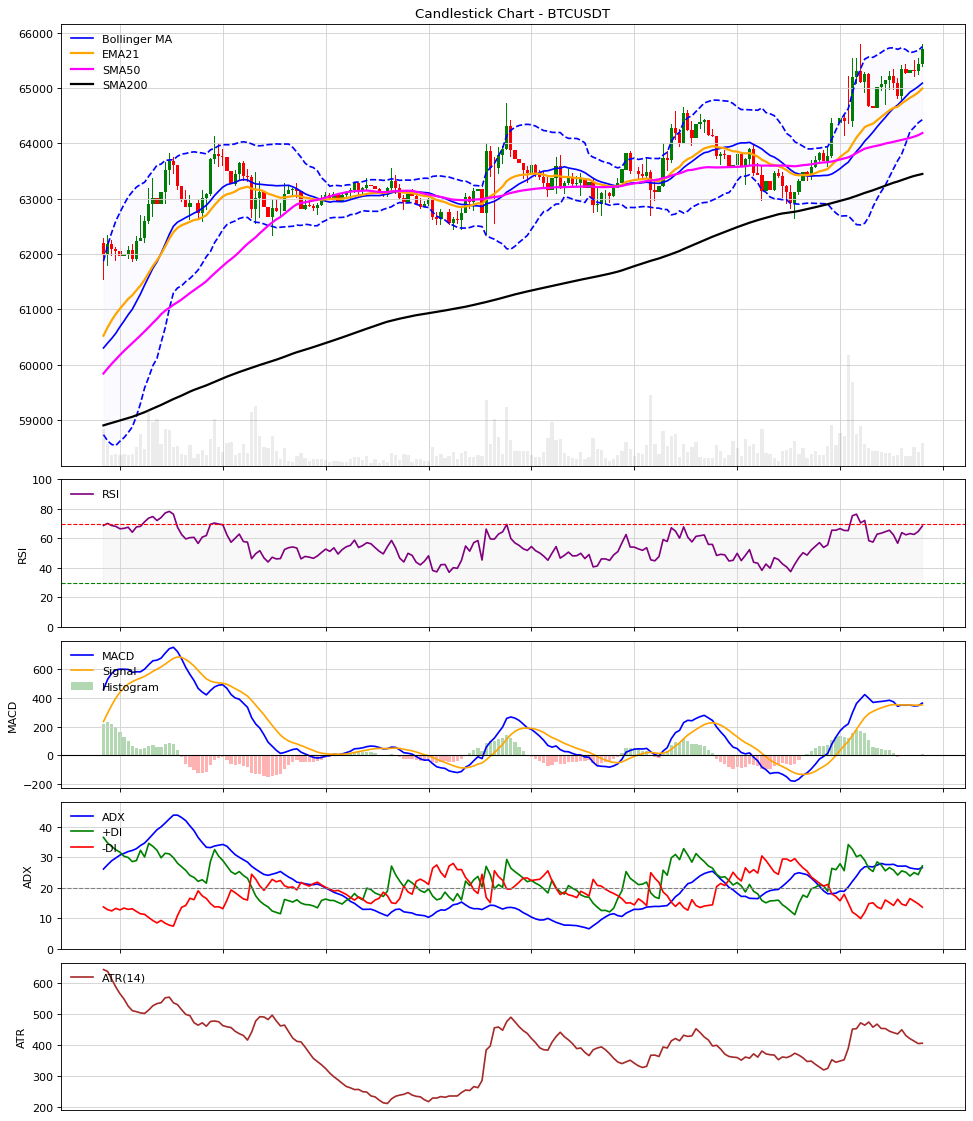 Candlestick Chart - BTCUSDT
66000
65000
64000
63000
62000
61000
60000
59000
Bollinger MA
EMA21
SMA50
SMA200
100
80
60
40
20
0
RSI
RSI
600
400
200
0
−200
MACD
MACD
Signal
Histogram
40
30
20
10
0
ADX
ADX
+DI
-DI
600
500
400
300
200
ATR
ATR(14)